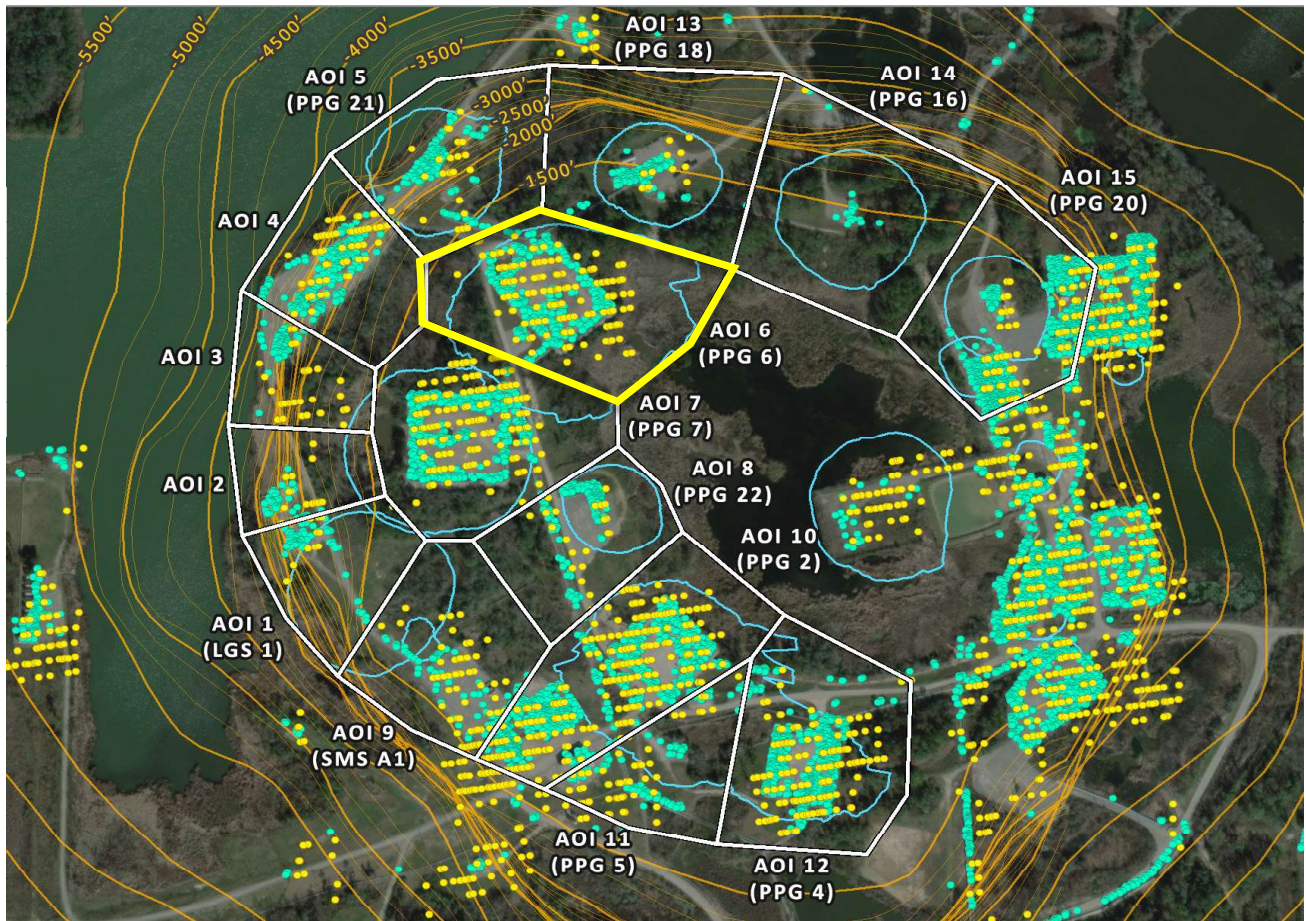 -5500'
-5000'
-4500'
-4000'
-3500'
-3000'
-2500'
-2000'
-1500'
AOI 13
(PPG 18)
AOI 5
(PPG 21)
AOI 14
(PPG 16)
AOI 15
(PPG 20)
AOI 4
AOI 6
(PPG 6)
AOI 3
AOI 7
(PPG 7)
AOI 8
(PPG 22)
AOI 2
AOI 10
(PPG 2)
AOI 1
(LGS 1)
AOI 9
(SMS A1)
AOI 11
(PPG 5)
AOI 12
(PPG 4)